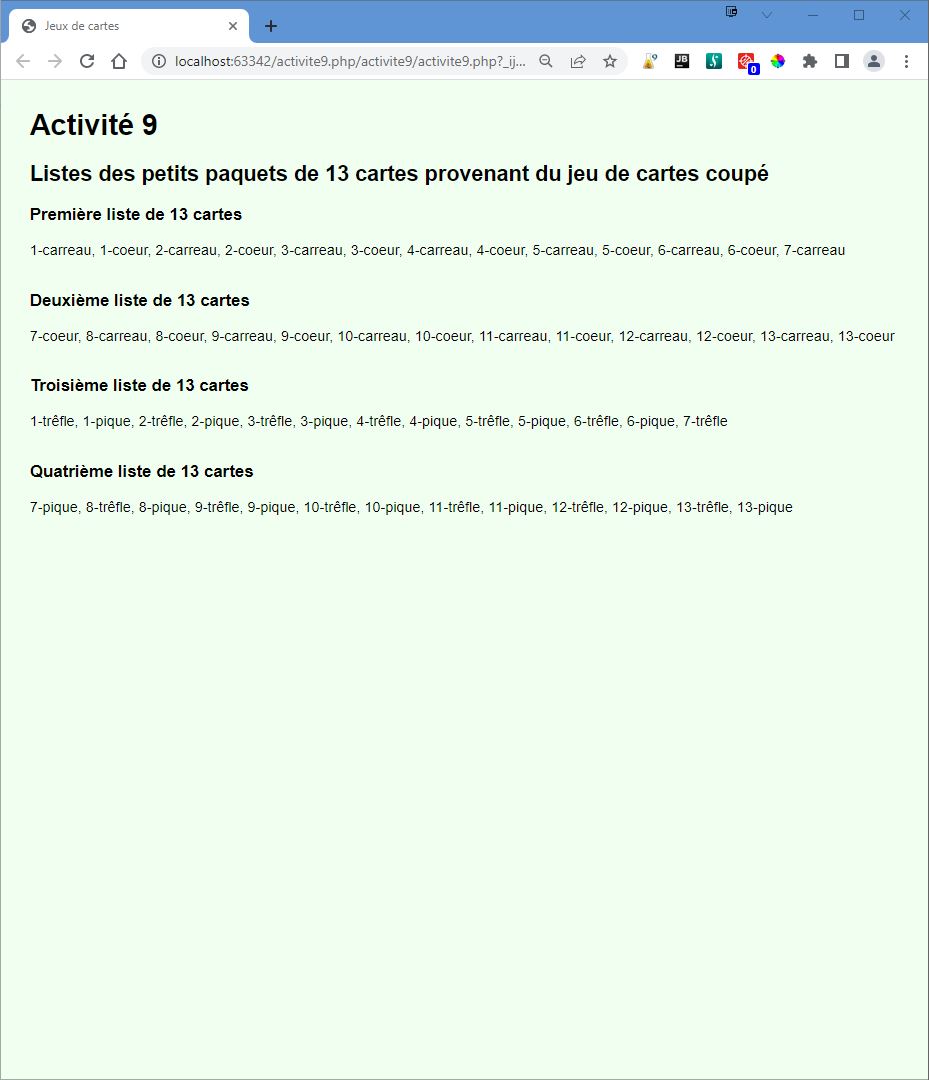 Jeux de cartes
localhost:63342/activite9.php/activite9/activite9.php?_ij...
JB
0
Activité 9
Listes des petits paquets de 13 cartes provenant du jeu de cartes coupé
Première liste de 13 cartes
1-carreau, 1-coeur, 2-carreau, 2-coeur, 3-carreau, 3-coeur, 4-carreau, 4-coeur, 5-carreau, 5-coeur, 6-carreau, 6-coeur, 7-carreau
Deuxième liste de 13 cartes
7-coeur, 8-carreau, 8-coeur, 9-carreau, 9-coeur, 10-carreau, 10-coeur, 11-carreau, 11-coeur, 12-carreau, 12-coeur, 13-carreau, 13-coeur
Troisième liste de 13 cartes
1-trêfle, 1-pique, 2-trêfle, 2-pique, 3-trêfle, 3-pique, 4-trêfle, 4-pique, 5-trêfle, 5-pique, 6-trêfle, 6-pique, 7-trêfle
Quatrième liste de 13 cartes
7-pique, 8-trêfle, 8-pique, 9-trêfle, 9-pique, 10-trêfle, 10-pique, 11-trêfle, 11-pique, 12-trêfle, 12-pique, 13-trêfle, 13-pique